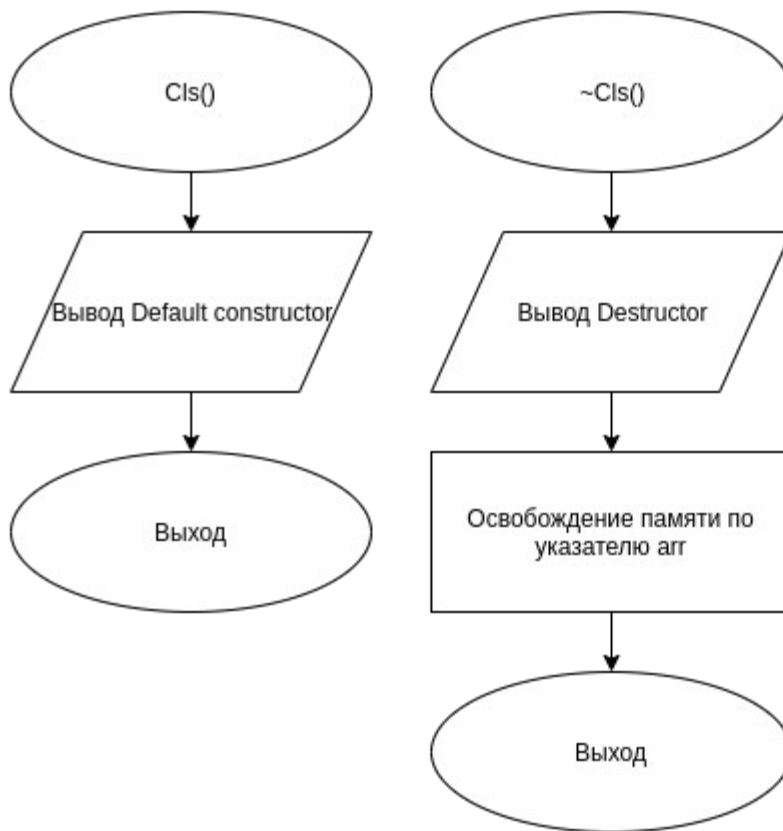 Cls()
Вывод Default constructor
Выход
~Cls()
Вывод Destructor
Освобождение памяти по
указателю arr
Выход